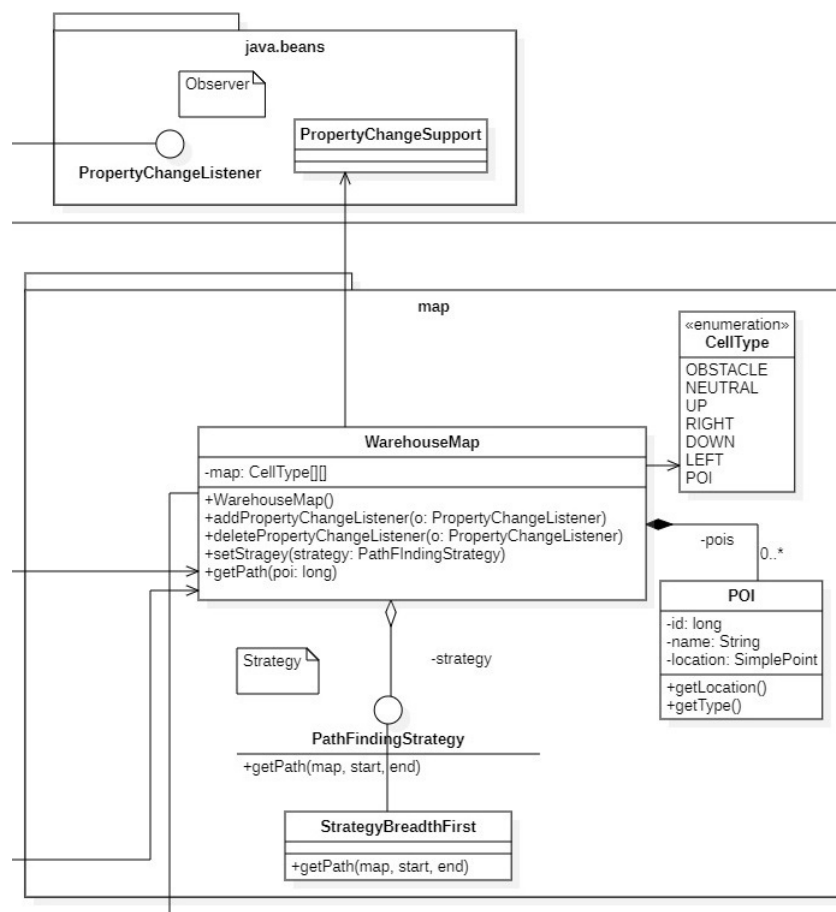 java.beans
Observer
PropertyChangeSupport
PropertyChangeListener
map
«enumeration»
CellType
OBSTACLE
NEUTRAL
UP
RIGHT
DOWN
LEFT
POI
WarehouseMap
-map: CellType[][]
+WarehouseMap()
+addPropertyChangeListener(o: PropertyChangeListener)
+deletePropertyChangeListener(o: PropertyChangeListener)
+setStragey(strategy: PathFIndingStrategy)
+getPath(poi: long)
-pois
0..*
POI
-id: long
-name: String
-location: SimplePoint
+getLocation()
+getType()
Strategy
-strategy
PathFindingStrategy
+getPath(map, start, end)
StrategyBreadthFirst
+getPath(map, start, end)